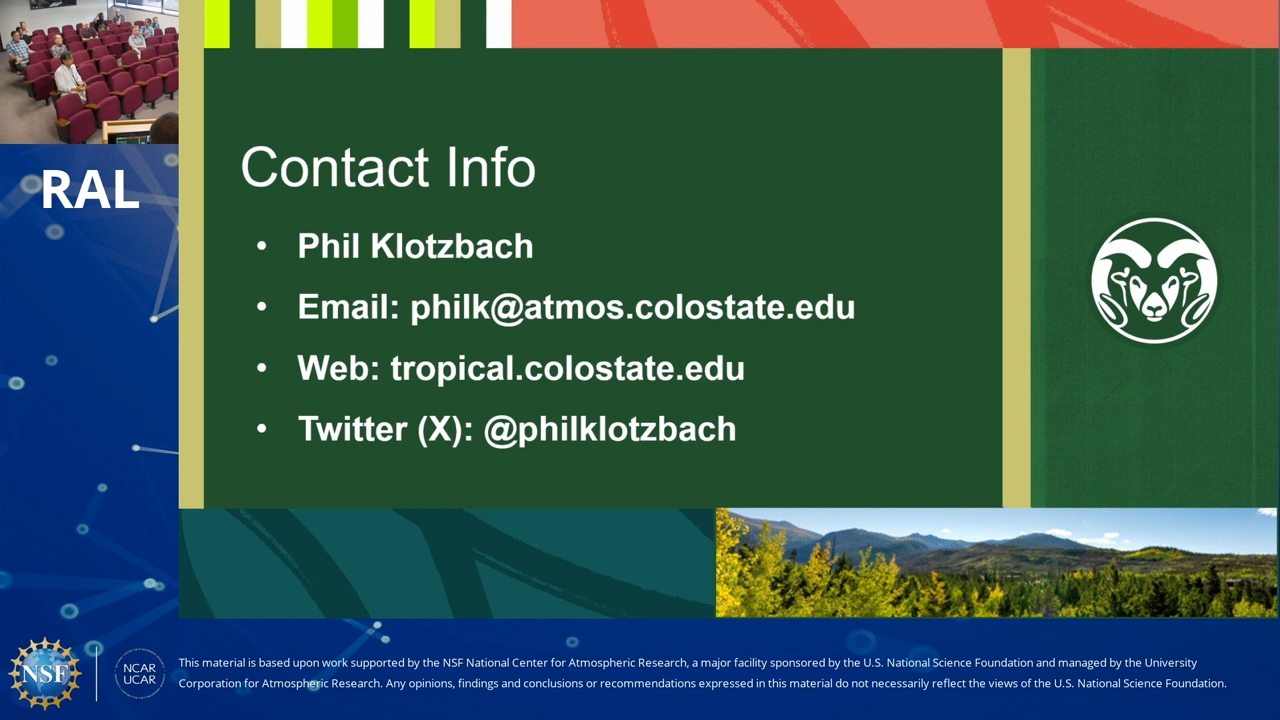 RAL
Contact Info
• Phil Klotzbach
• Email: philk@atmos.colostate.edu
• Web: tropical.colostate.edu
• Twitter (X): @philklotzbach
NSF
NCAR
UCAR
This material is based upon work supported by the NSF National Center for Atmospheric Research, a major facility sponsored by the U.S. National Science Foundation and managed by the University
Corporation for Atmospheric Research. Any opinions, findings and conclusions or recommendations expressed in this material do not necessarily reflect the views of the U.S. National Science Foundation.